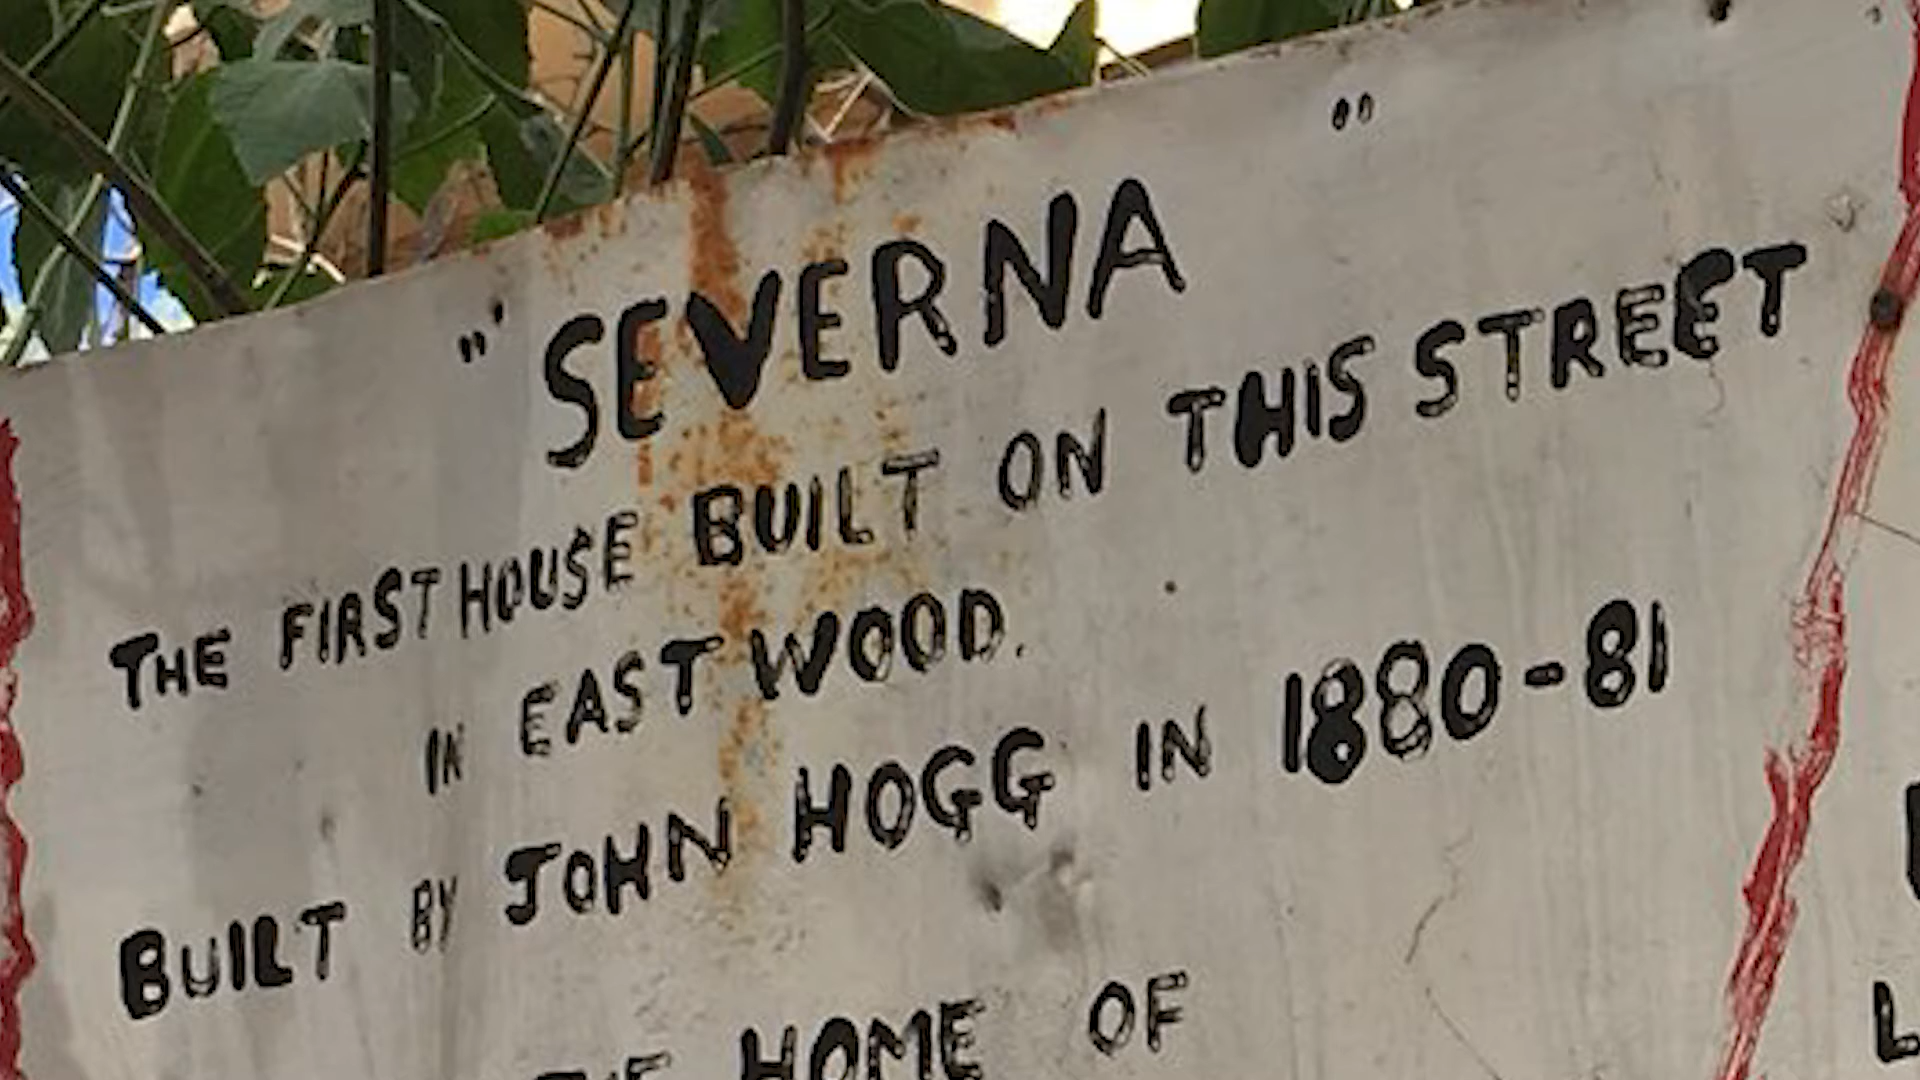 "SEVERNA"
THE FIRST HOUSE BUILT ON THIS STREET
IN EASTWOOD.
BUILT BY JOHN HOGG IN 1880-81
HOME OF